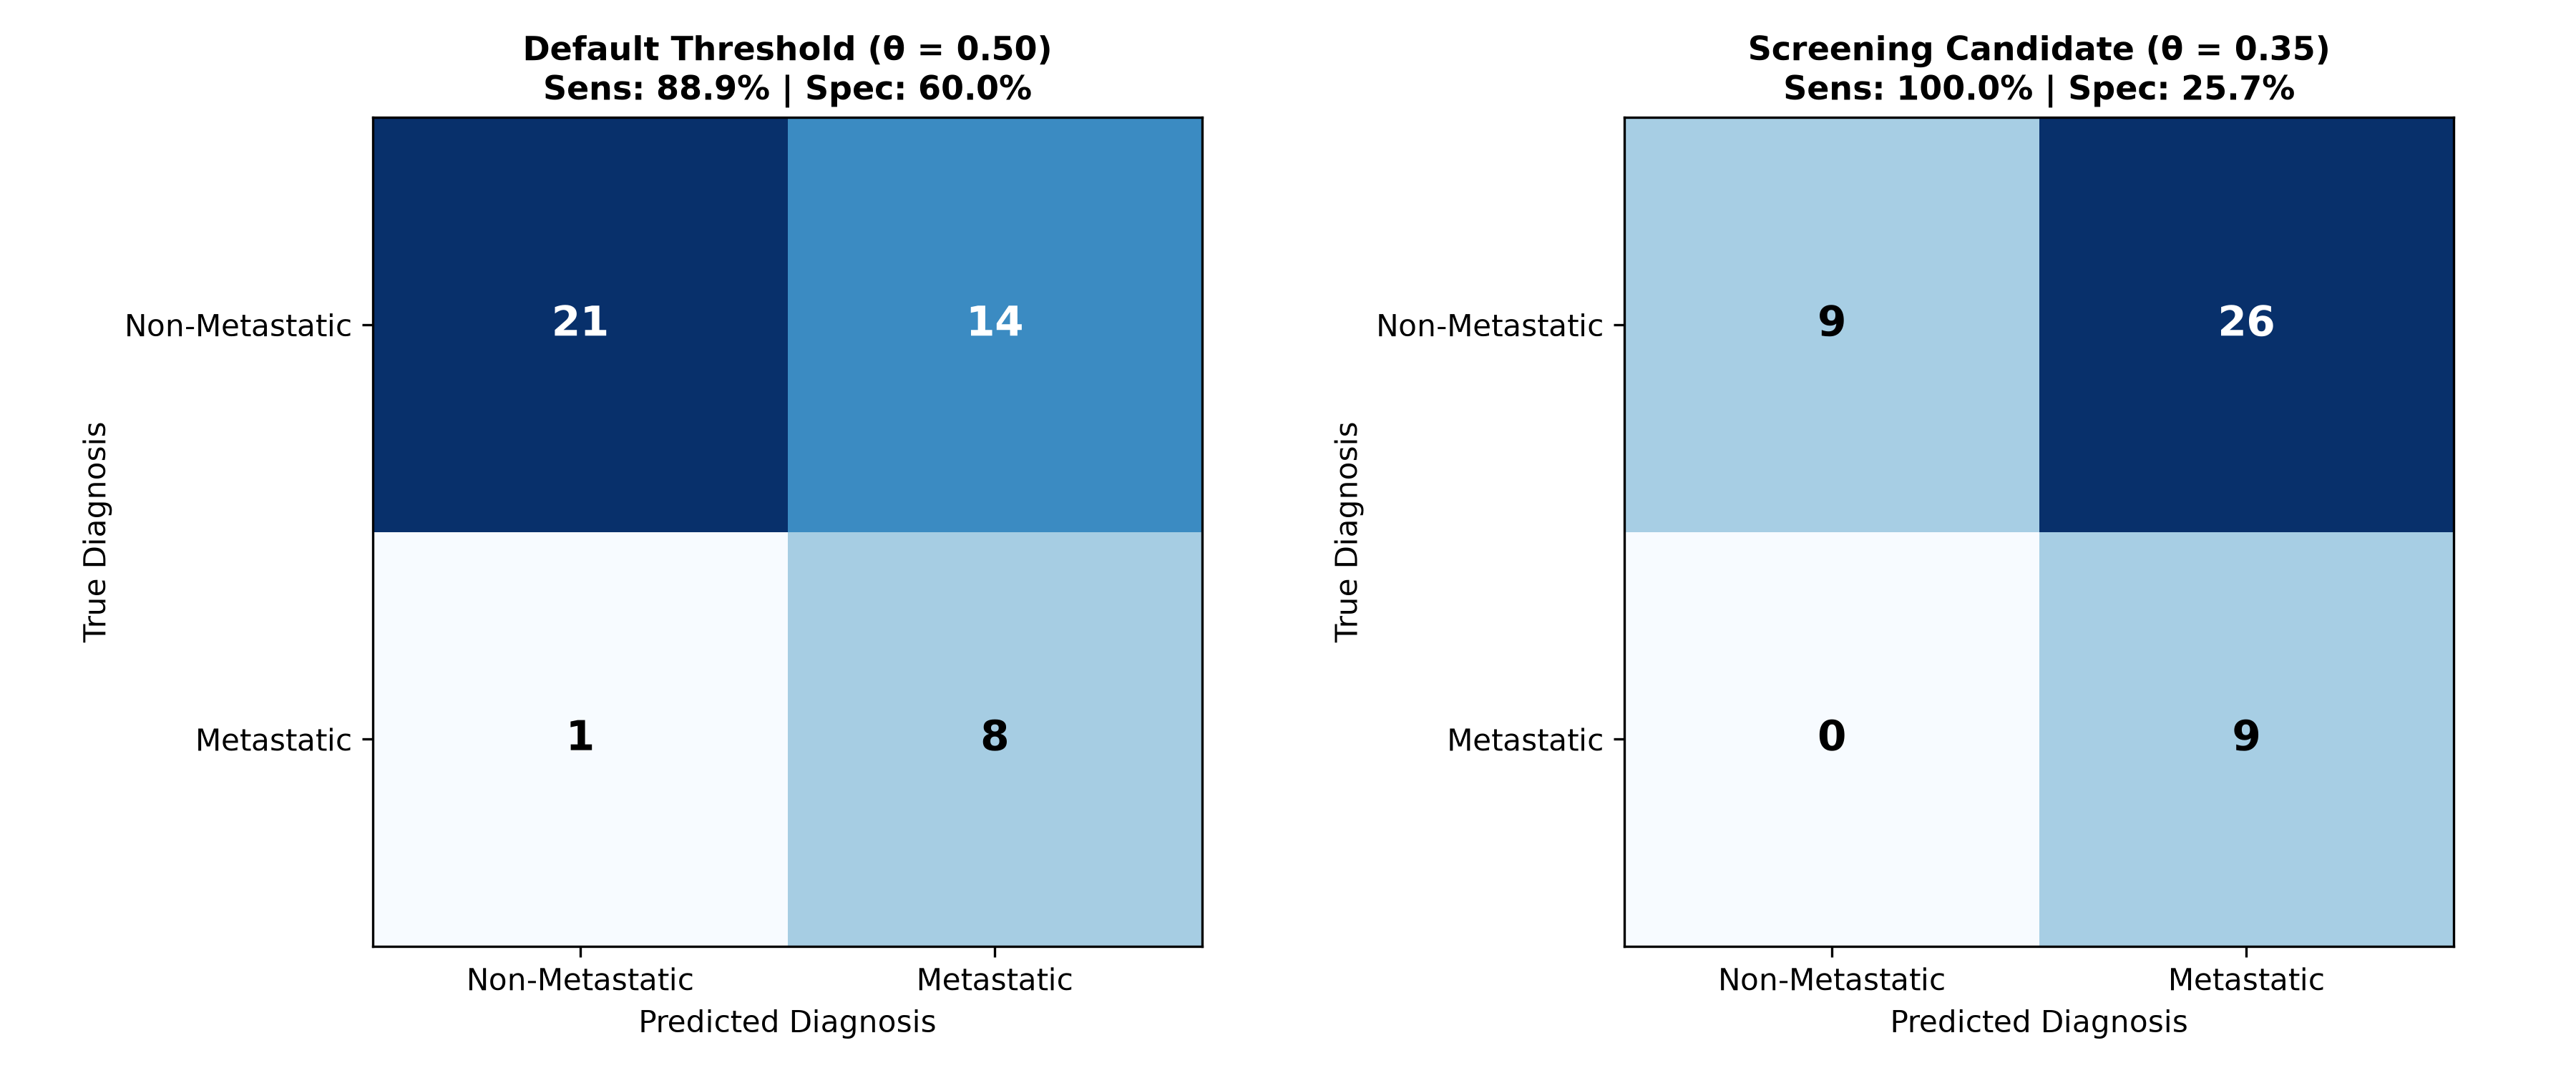 Default Threshold (θ = 0.50)
Sens: 88.9% | Spec: 60.0%
True Diagnosis
Non-Metastatic
21
14
Metastatic
1
8
Non-Metastatic
Metastatic
Predicted Diagnosis
Screening Candidate (θ = 0.35)
Sens: 100.0% | Spec: 25.7%
True Diagnosis
Non-Metastatic
9
26
Metastatic
0
9
Non-Metastatic
Metastatic
Predicted Diagnosis